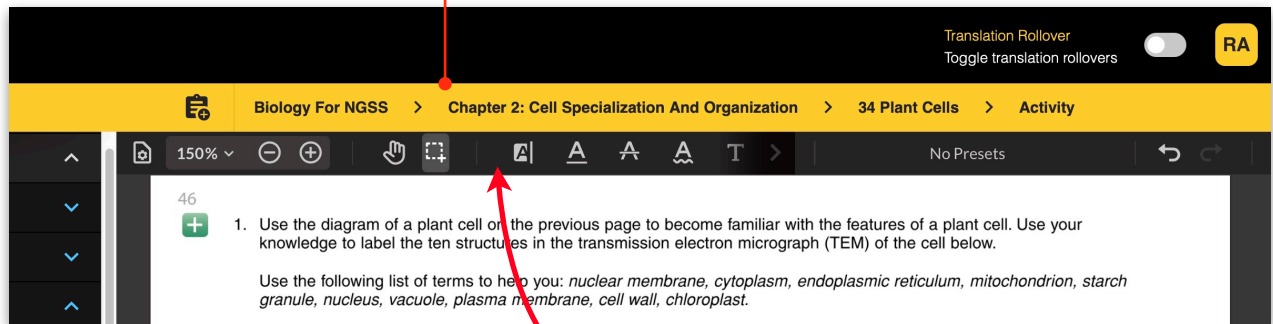 Translation Rollover
Toggle translation rollovers
RA
Biology For NGSS > Chapter 2: Cell Specialization And Organization > 34 Plant Cells > Activity
150% A A A A T > No Presets
46
1. Use the diagram of a plant cell on the previous page to become familiar with the features of a plant cell. Use your
knowledge to label the ten structures in the transmission electron micrograph (TEM) of the cell below.
Use the following list of terms to help you: nuclear membrane, cytoplasm, endoplasmic reticulum, mitochondrion, starch
granule, nucleus, vacuole, plasma membrane, cell wall, chloroplast.